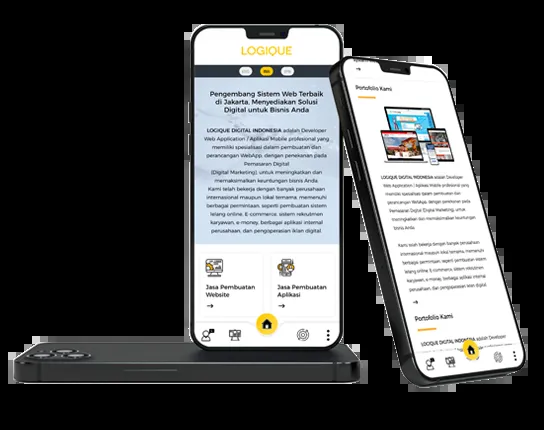 LOGIQUE
Pengembang Sistem Web Terbaik
di Jakarta, Menyediakan Solusi
Digital untuk Bisnis Anda
LOGIQUE DIGITAL INDONESIA adalah Developer
Web Application / Aplikasi Mobile profesional yang
memiliki spesialisasi dalam pembuatan dan
perancangan WebApp, dengan penekanan pada
Pemasaran Digital
(Digital Marketing) untuk meningkatkan dan
memaksimalkan keuntungan bisnis Anda.
Kami telah bekerja dengan banyak perusahaan
internasional maupun lokal ternama, memenuhi
berbagai permintaan, seperti pembuatan sistem
lelang online, E-commerce, sistem rekrutmen
karyawan, e-money, berbagai aplikasi internal
perusahaan, dan pengoperasian iklan digital.
Jasa Pembuatan
Website
Jasa Pembuatan
Aplikasi
Portofolio Kami
LOGIQUE DIGITAL INDONESIA adalah Developer
Web Application / Aplikasi Mobile profesional yang
memiliki spesialisasi dalam pembuatan dan
perancangan WebApp, dengan penekanan pada
Pemasaran Digital (Digital Marketing) untuk
meningkatkan dan memaksimalkan keuntungan
bisnis Anda.
Kami telah bekerja dengan banyak perusahaan
internasional maupun lokal ternama, memenuhi
berbagai permintaan, seperti pembuatan sistem
lelang online, E-commerce, sistem rekrutmen
karyawan, e-money, berbagai aplikasi internal
perusahaan, dan pengoperasian iklan digital.
Portofolio Kami
LOGIQUE DIGITAL INDONESIA adalah Developer